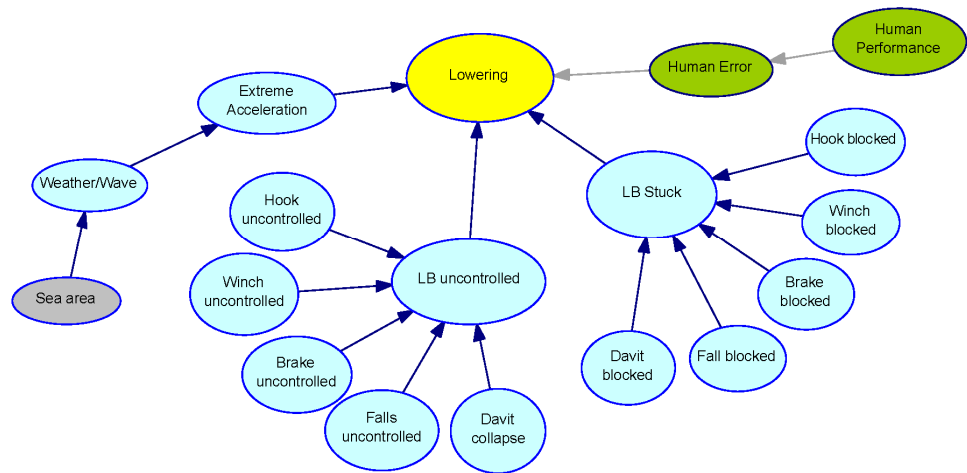 Human
Performance
Lowering
Human Error
Extreme
Acceleration
Hook blocked
Weather/Wave
LB Stuck
Hook
uncontrolled
Winch
blocked
LB uncontrolled
Winch
uncontrolled
Brake
blocked
Sea area
Davit
blocked
Fall blocked
Brake
uncontrolled
Falls
uncontrolled
Davit
collapse